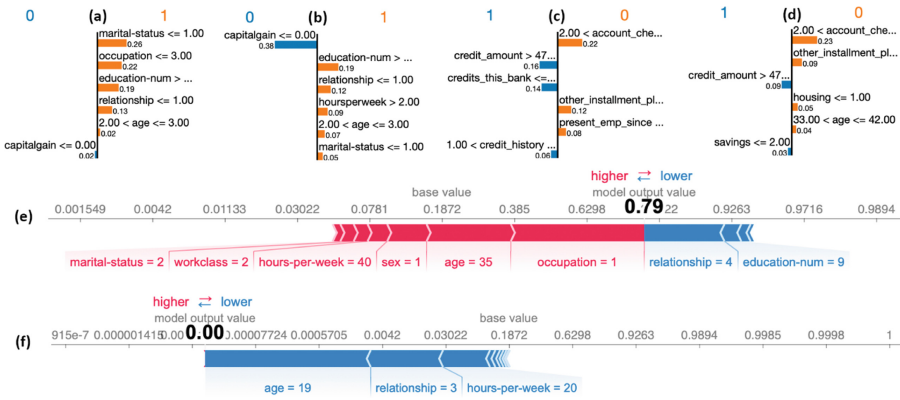 0 (a) 1
marital-status <= 1.00
0.26
occupation <= 3.00
0.22
education-num > ...
0.19
relationship <= 1.00
0.13
2.00 < age <= 3.00
0.02
capitalgain <= 0.00
0.02
0 (b) 1
capitalgain <= 0.00
0.38
education-num > ...
0.19
relationship <= 1.00
0.12
hoursperweek > 2.00
0.09
2.00 < age <= 3.00
0.07
marital-status <= 1.00
0.05
1 (c) 0
2.00 < account_che...
0.22
credit_amount > 47...
0.16
credits_this_bank <=...
0.14
other_installment_pl...
0.12
present_emp_since ...
0.08
1.00 < credit_history ...
0.06
1 (d) 0
2.00 < account_che...
0.23
other_installment_pl...
0.09
credit_amount > 47...
0.09
housing <= 1.00
0.05
33.00 < age <= 42.00
0.04
savings <= 2.00
0.03
higher ⇄ lower
base value model output value
(e) 0.001549 0.0042 0.01133 0.03022 0.0781 0.1872 0.385 0.6298 0.79 22 0.9263 0.9716 0.9894
marital-status = 2 workclass = 2 hours-per-week = 40 sex = 1 age = 35 occupation = 1 relationship = 4 education-num = 9
higher ⇄ lower
model output value base value
(f) 915e-7 0.000001415 0.00 0.00 0.00007724 0.0005705 0.0042 0.03022 0.1872 0.6298 0.9263 0.9894 0.9985 0.9998 1
age = 19 relationship = 3 hours-per-week = 20